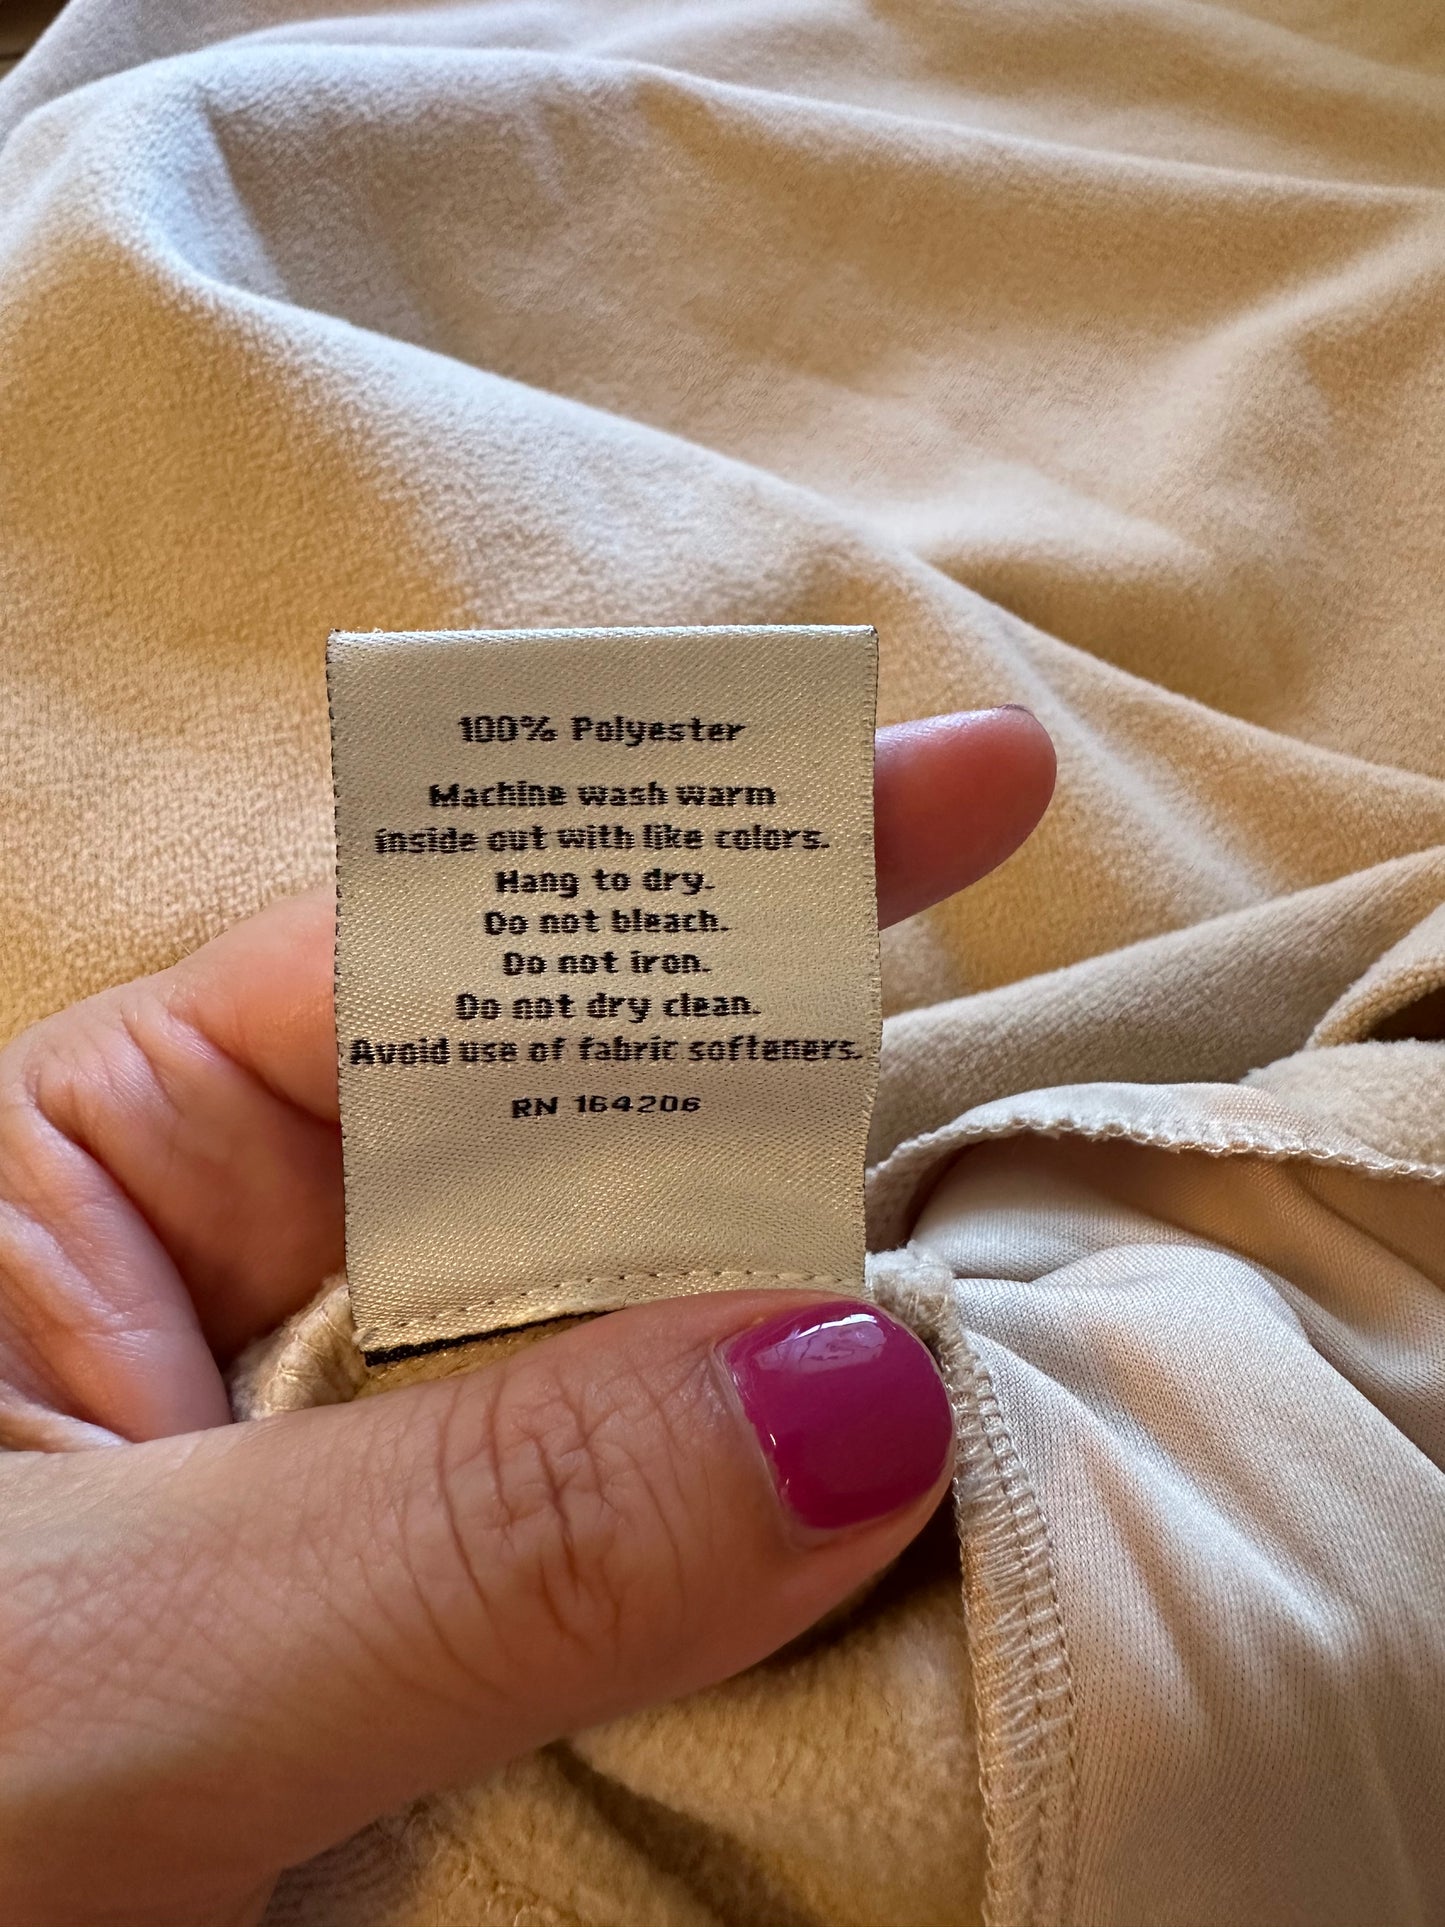 100% Polyester
Machine wash warm
inside out with like colors.
Hang to dry.
Do not bleach.
Do not iron.
Do not dry clean.
Avoid use of fabric softeners.
RN 164206